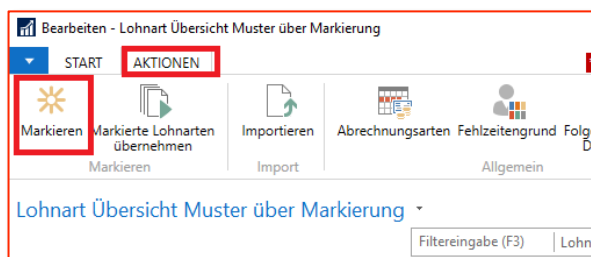 Bearbeiten - Lohnart Übersicht Muster über Markierung
START AKTIONEN
Markieren Markierte Lohnarten Importieren Abrechnungsarten Fehlzeitengrund Folge
übernehmen D
Markieren Import Allgemein
Lohnart Übersicht Muster über Markierung
Filtereingabe (F3) Lohn